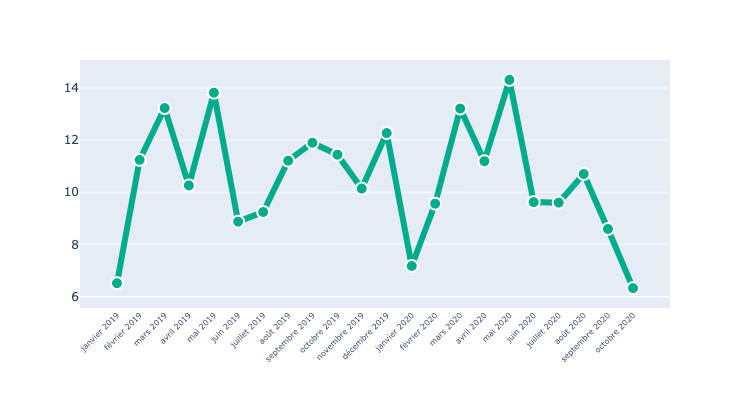 14
12
10
8
6
janvier 2019
février 2019
mars 2019
avril 2019
mai 2019
juin 2019
juillet 2019
août 2019
septembre 2019
octobre 2019
novembre 2019
décembre 2019
janvier 2020
février 2020
mars 2020
avril 2020
mai 2020
juin 2020
juillet 2020
août 2020
septembre 2020
octobre 2020